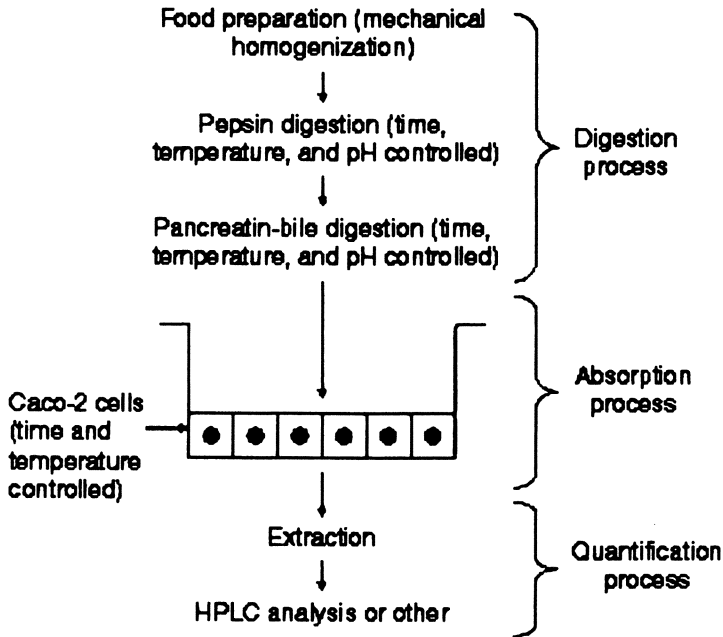 Food preparation (mechanical
homogenization)
Pepsin digestion (time,
temperature, and pH controlled)
Pancreatin-bile digestion (time,
temperature, and pH controlled)
Digestion
process
Caco-2 cells
(time and
temperature
controlled)
Absorption
process
Extraction
HPLC analysis or other
Quantification
process